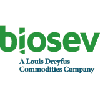 biosev
A Louis Dreyfus
Commodities Company